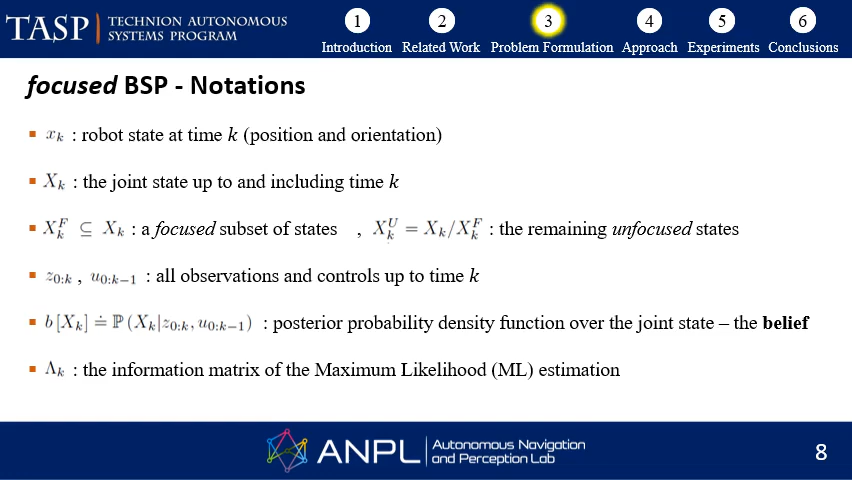 TASP | TECHNION AUTONOMOUS
SYSTEMS PROGRAM
1 2 3 4 5 6
Introduction Related Work Problem Formulation Approach Experiments Conclusions
focused BSP - Notations
▪ x_k : robot state at time k (position and orientation)
▪ X_k : the joint state up to and including time k
▪ X_k^F ⊆ X_k : a focused subset of states , X_k^U = X_k/X_k^F : the remaining unfocused states
▪ z_{0:k} , u_{0:k−1} : all observations and controls up to time k
▪ b [X_k] ≐ ℙ (X_k|z_{0:k}, u_{0:k−1}) : posterior probability density function over the joint state – the belief
▪ Λ_k : the information matrix of the Maximum Likelihood (ML) estimation
ANPL | Autonomous Navigation
and Perception Lab
8